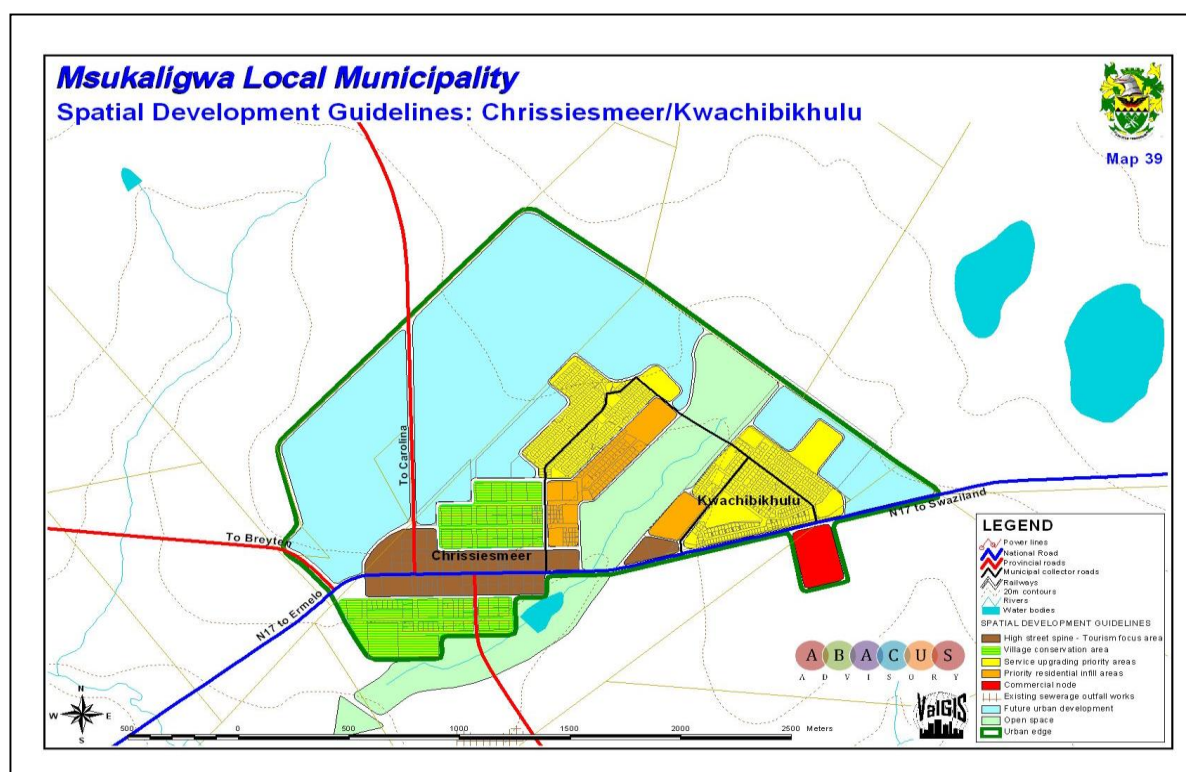 Msukaligwa Local Municipality
Spatial Development Guidelines: Chrissiesmeer/Kwachibikhulu
Map 39
To Carolina
Kwachibikhulu
N17 to Swaziland
To Breyten
Chrissiesmeer
N17 to Ermelo
LEGEND
Power lines
National Road
Provincial roads
Municipal collector roads
Railways
20m contours
Rivers
Water bodies
SPATIAL DEVELOPMENT GUIDELINES
High street spine - Tourism focus area
Village conservation area
Service upgrading priority areas
Priority residential infill areas
Commercial node
Existing sewerage outfall works
Future urban development
Open space
Urban edge
ABACUS
ADVISORY
ValGIS
N
W E
S
500 0 500 1000 1500 2000 2500 Meters